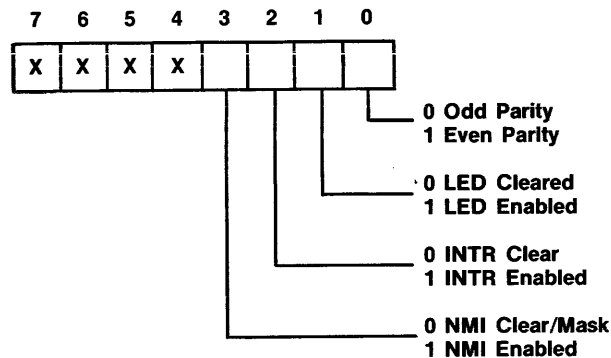 7 6 5 4 3 2 1 0
X X X X
0 Odd Parity
1 Even Parity
0 LED Cleared
1 LED Enabled
0 INTR Clear
1 INTR Enabled
0 NMI Clear/Mask
1 NMI Enabled